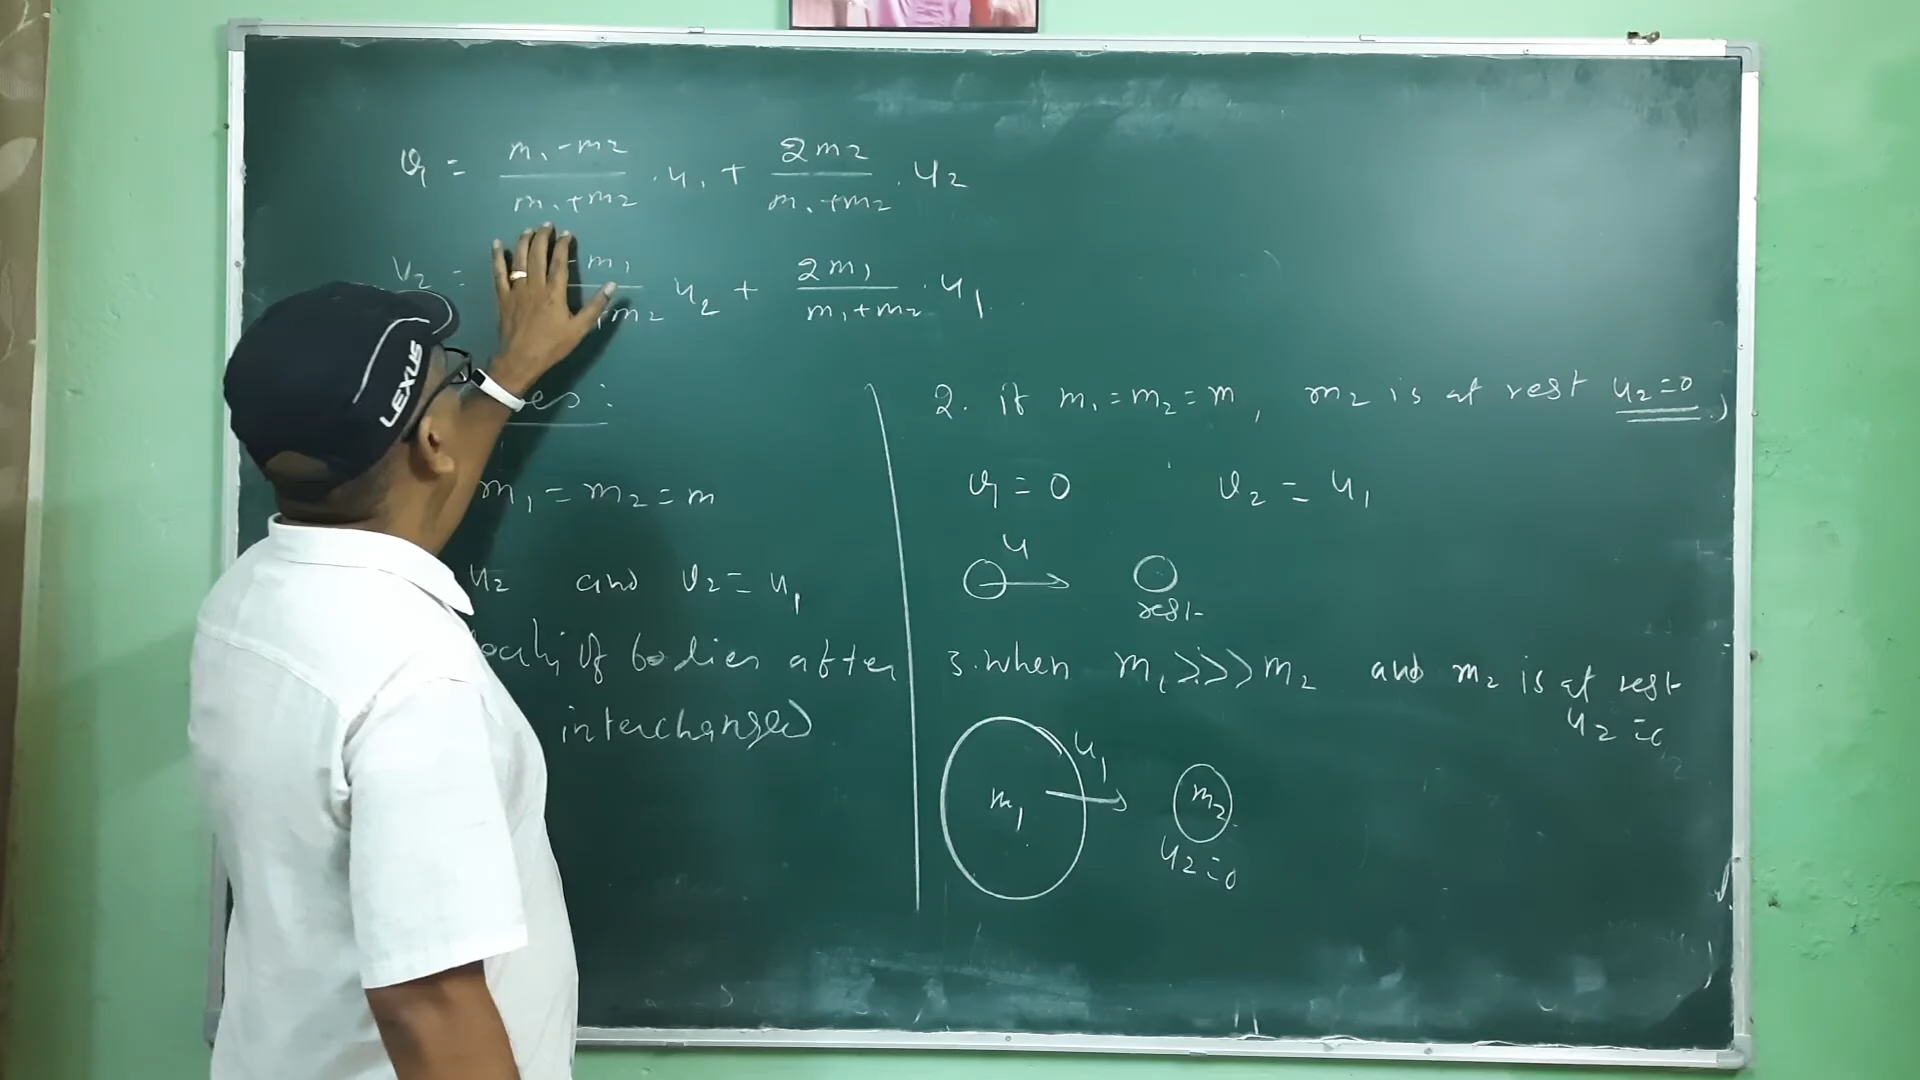 v1 = m1 - m2 / m1 + m2 . u1 + 2m2 / m1 + m2 . u2
v2 = - m1 / + m2 u2 + 2m1 / m1 + m2 . u1
LEXUS
m1 = m2 = m
u2 and v2 = u1
of bodies after
interchanged
2. if m1 = m2 = m, m2 is at rest u2 = 0
v1 = 0 v2 = u1
u
rest
3. when m1 >>> m2 and m2 is at rest
u2 = 0
u1
m1 m2
u2 = 0